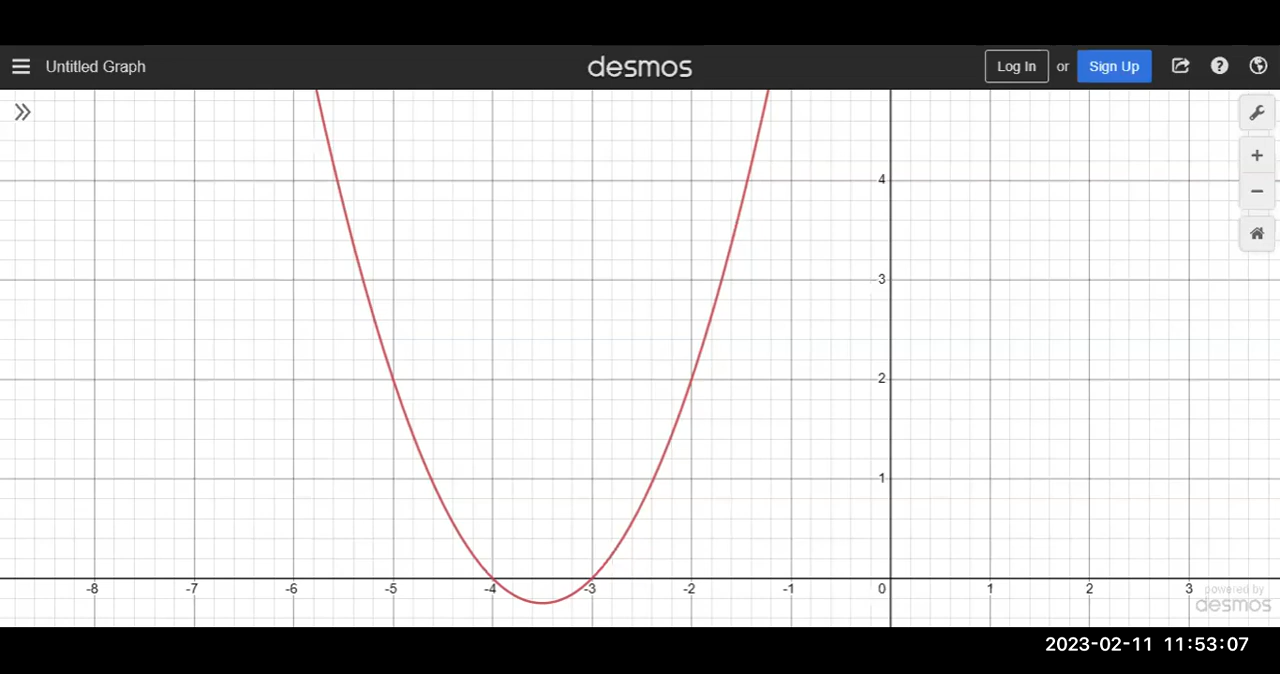 Untitled Graph desmos Log In or Sign Up
4
3
2
1
-8 -7 -6 -5 -4 -3 -2 -1 0 1 2 3
powered by
desmos
2023-02-11 11:53:07